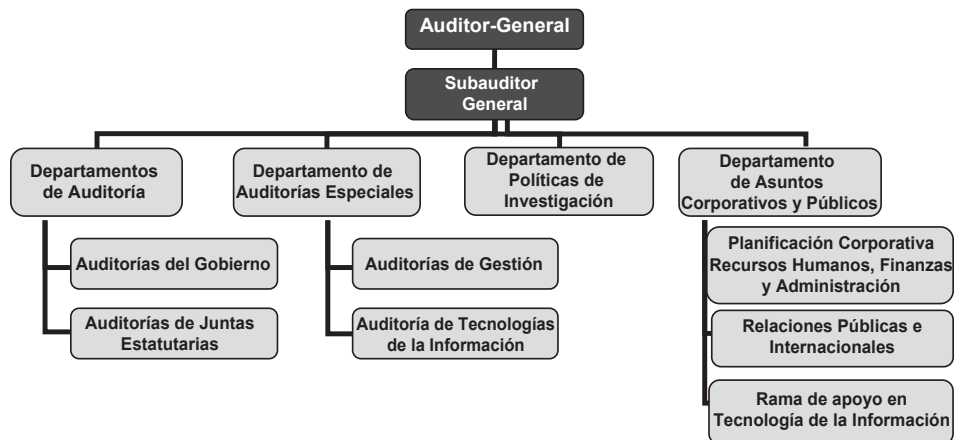 Auditor-General
Subauditor
General
Departamentos
de Auditoría
Departamento de
Auditorías Especiales
Departamento de
Políticas de
Investigación
Departamento
de Asuntos
Corporativos y Públicos
Auditorías del Gobierno
Auditorías de Juntas
Estatutarias
Auditorías de Gestión
Auditoría de Tecnologías
de la Información
Planificación Corporativa
Recursos Humanos, Finanzas
y Administración
Relaciones Públicas e
Internacionales
Rama de apoyo en
Tecnología de la Información